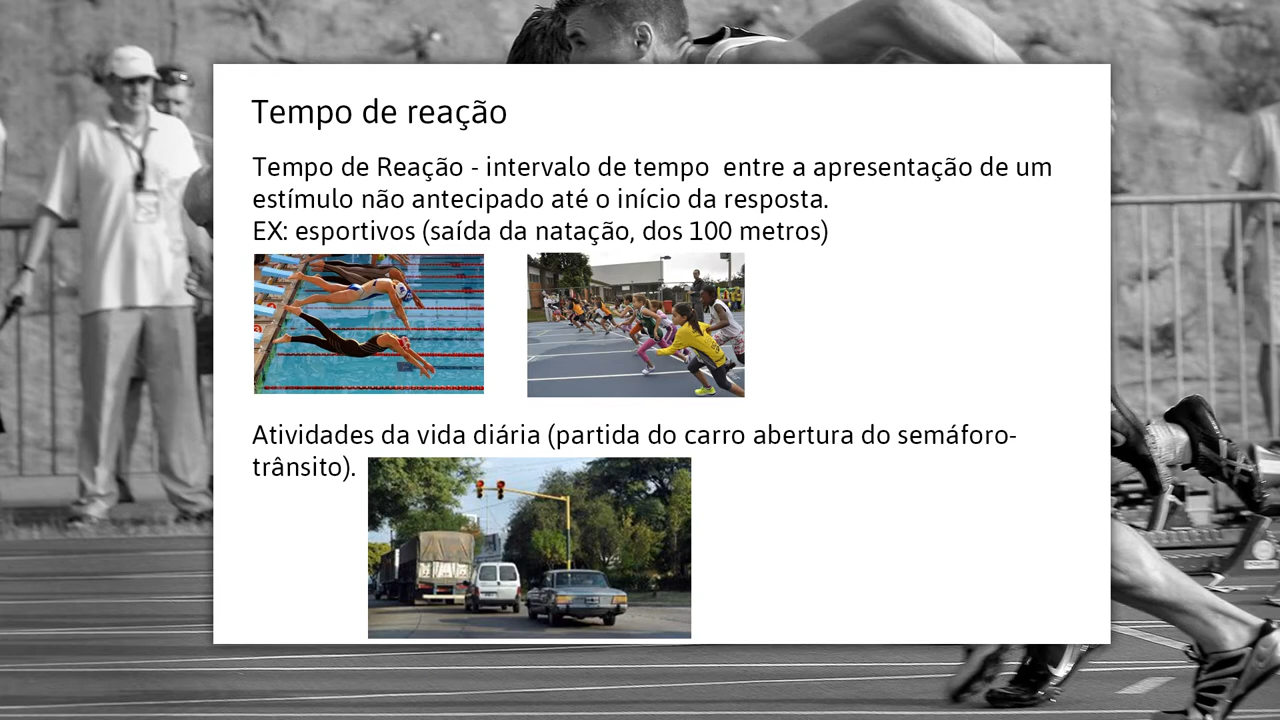 Tempo de reação
Tempo de Reação - intervalo de tempo  entre a apresentação de um
estímulo não antecipado até o início da resposta.
EX: esportivos (saída da natação, dos 100 metros)
Atividades da vida diária (partida do carro abertura do semáforo-
trânsito).